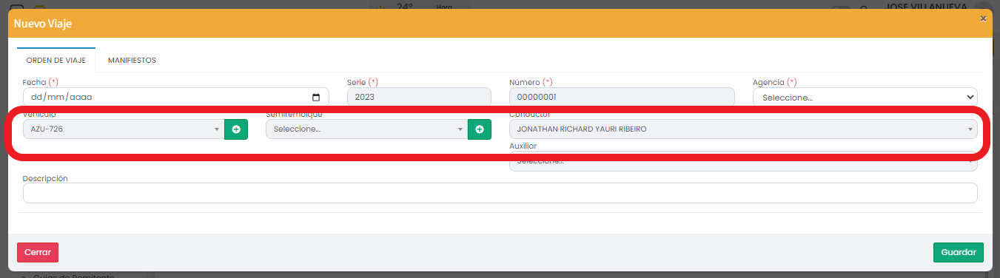 24° Hora JOSE VILLANUEVA
Nuevo Viaje ×
ORDEN DE VIAJE MANIFIESTOS
Fecha (*) Serie (*) Número (*) Agencia (*)
dd/mm/aaaa 2023 00000001 Seleccione...
Vehículo Semiremolque Conductor
AZU-726 Seleccione... JONATHAN RICHARD YAURI RIBEIRO
Auxiliar
Seleccione...
Descripción
Cerrar Guardar
Guias de Remitente